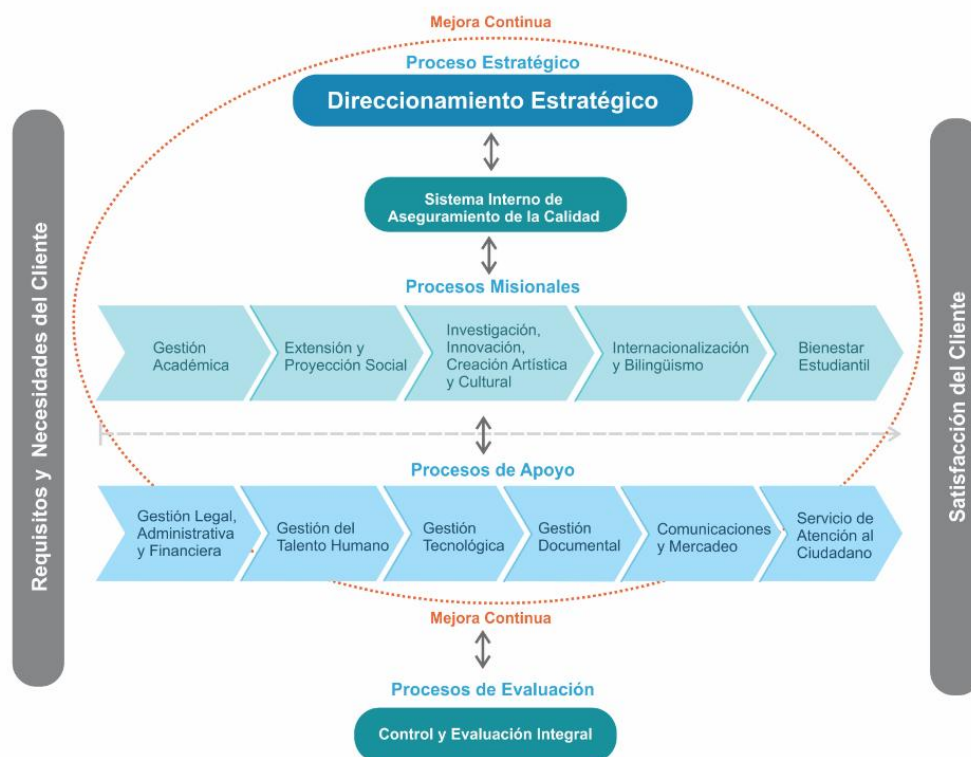 Mejora Continua
Proceso Estratégico
Direccionamiento Estratégico
Requisitos y Necesidades del Cliente
Sistema Interno de
Aseguramiento de la Calidad
Procesos Misionales
Gestión
Académica
Extensión y
Proyección Social
Investigación,
Innovación,
Creación Artística
y Cultural
Internacionalización
y Bilingüismo
Bienestar
Estudiantil
Procesos de Apoyo
Gestión Legal,
Administrativa
y Financiera
Gestión del
Talento Humano
Gestión
Tecnológica
Gestión
Documental
Comunicaciones
y Mercadeo
Servicio de
Atención al
Ciudadano
Satisfacción del Cliente
Mejora Continua
Procesos de Evaluación
Control y Evaluación Integral